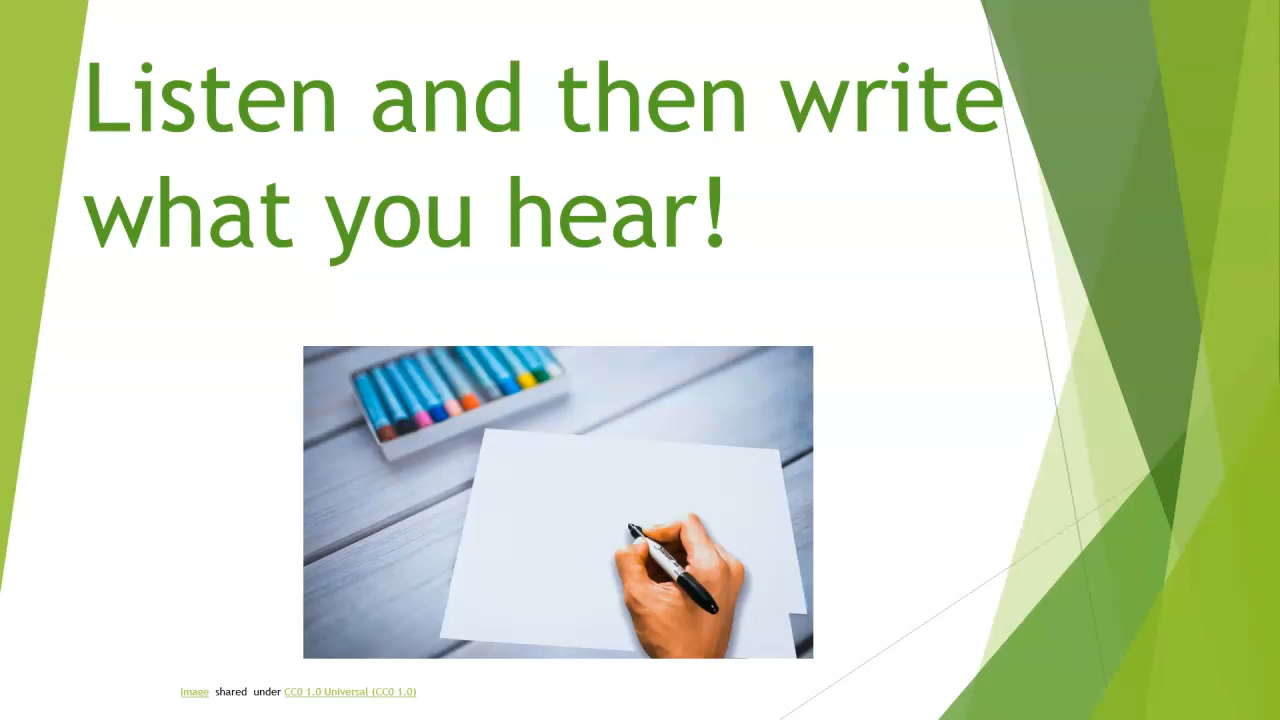 Listen and then write
what you hear!
Image shared under CC0 1.0 Universal (CC0 1.0)